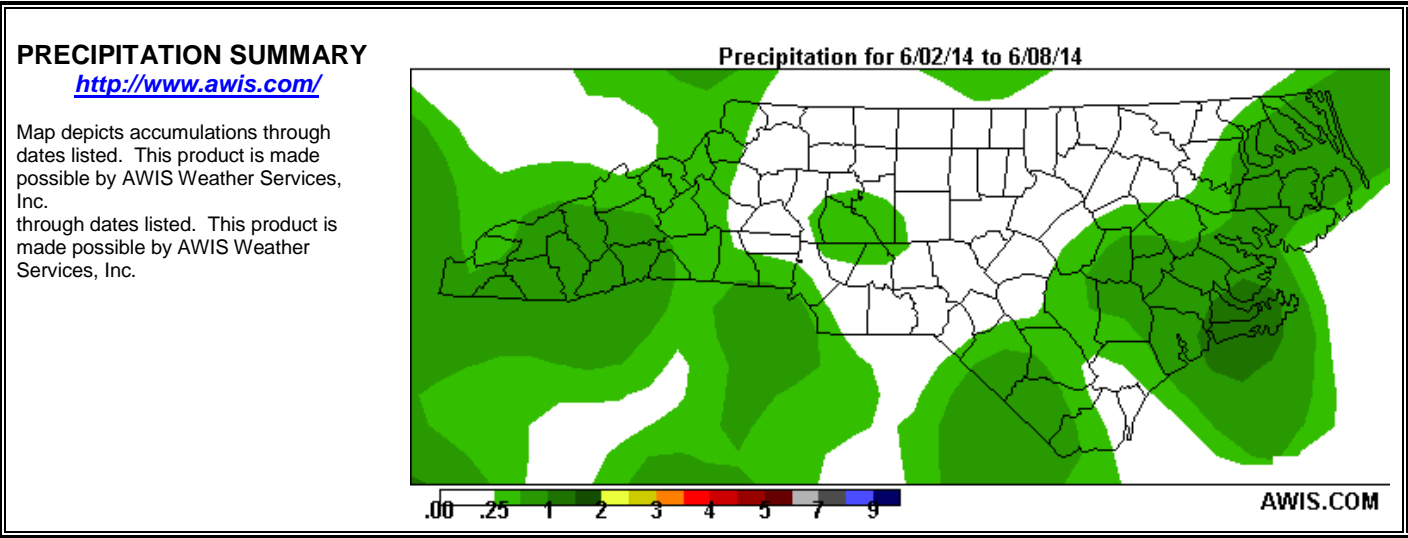 PRECIPITATION SUMMARY
http://www.awis.com/
Map depicts accumulations through
dates listed. This product is made
possible by AWIS Weather Services,
Inc.
through dates listed. This product is
made possible by AWIS Weather
Services, Inc.
Precipitation for 6/02/14 to 6/08/14
.00 .25 1 2 3 4 5 7 9
AWIS.COM